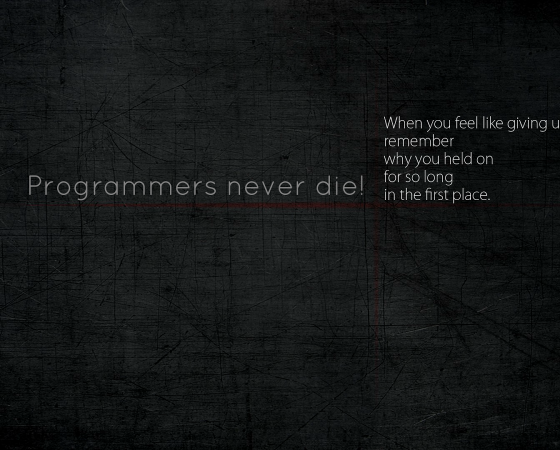 Programmers never die!
When you feel like giving u
remember
why you held on
for so long
in the first place.